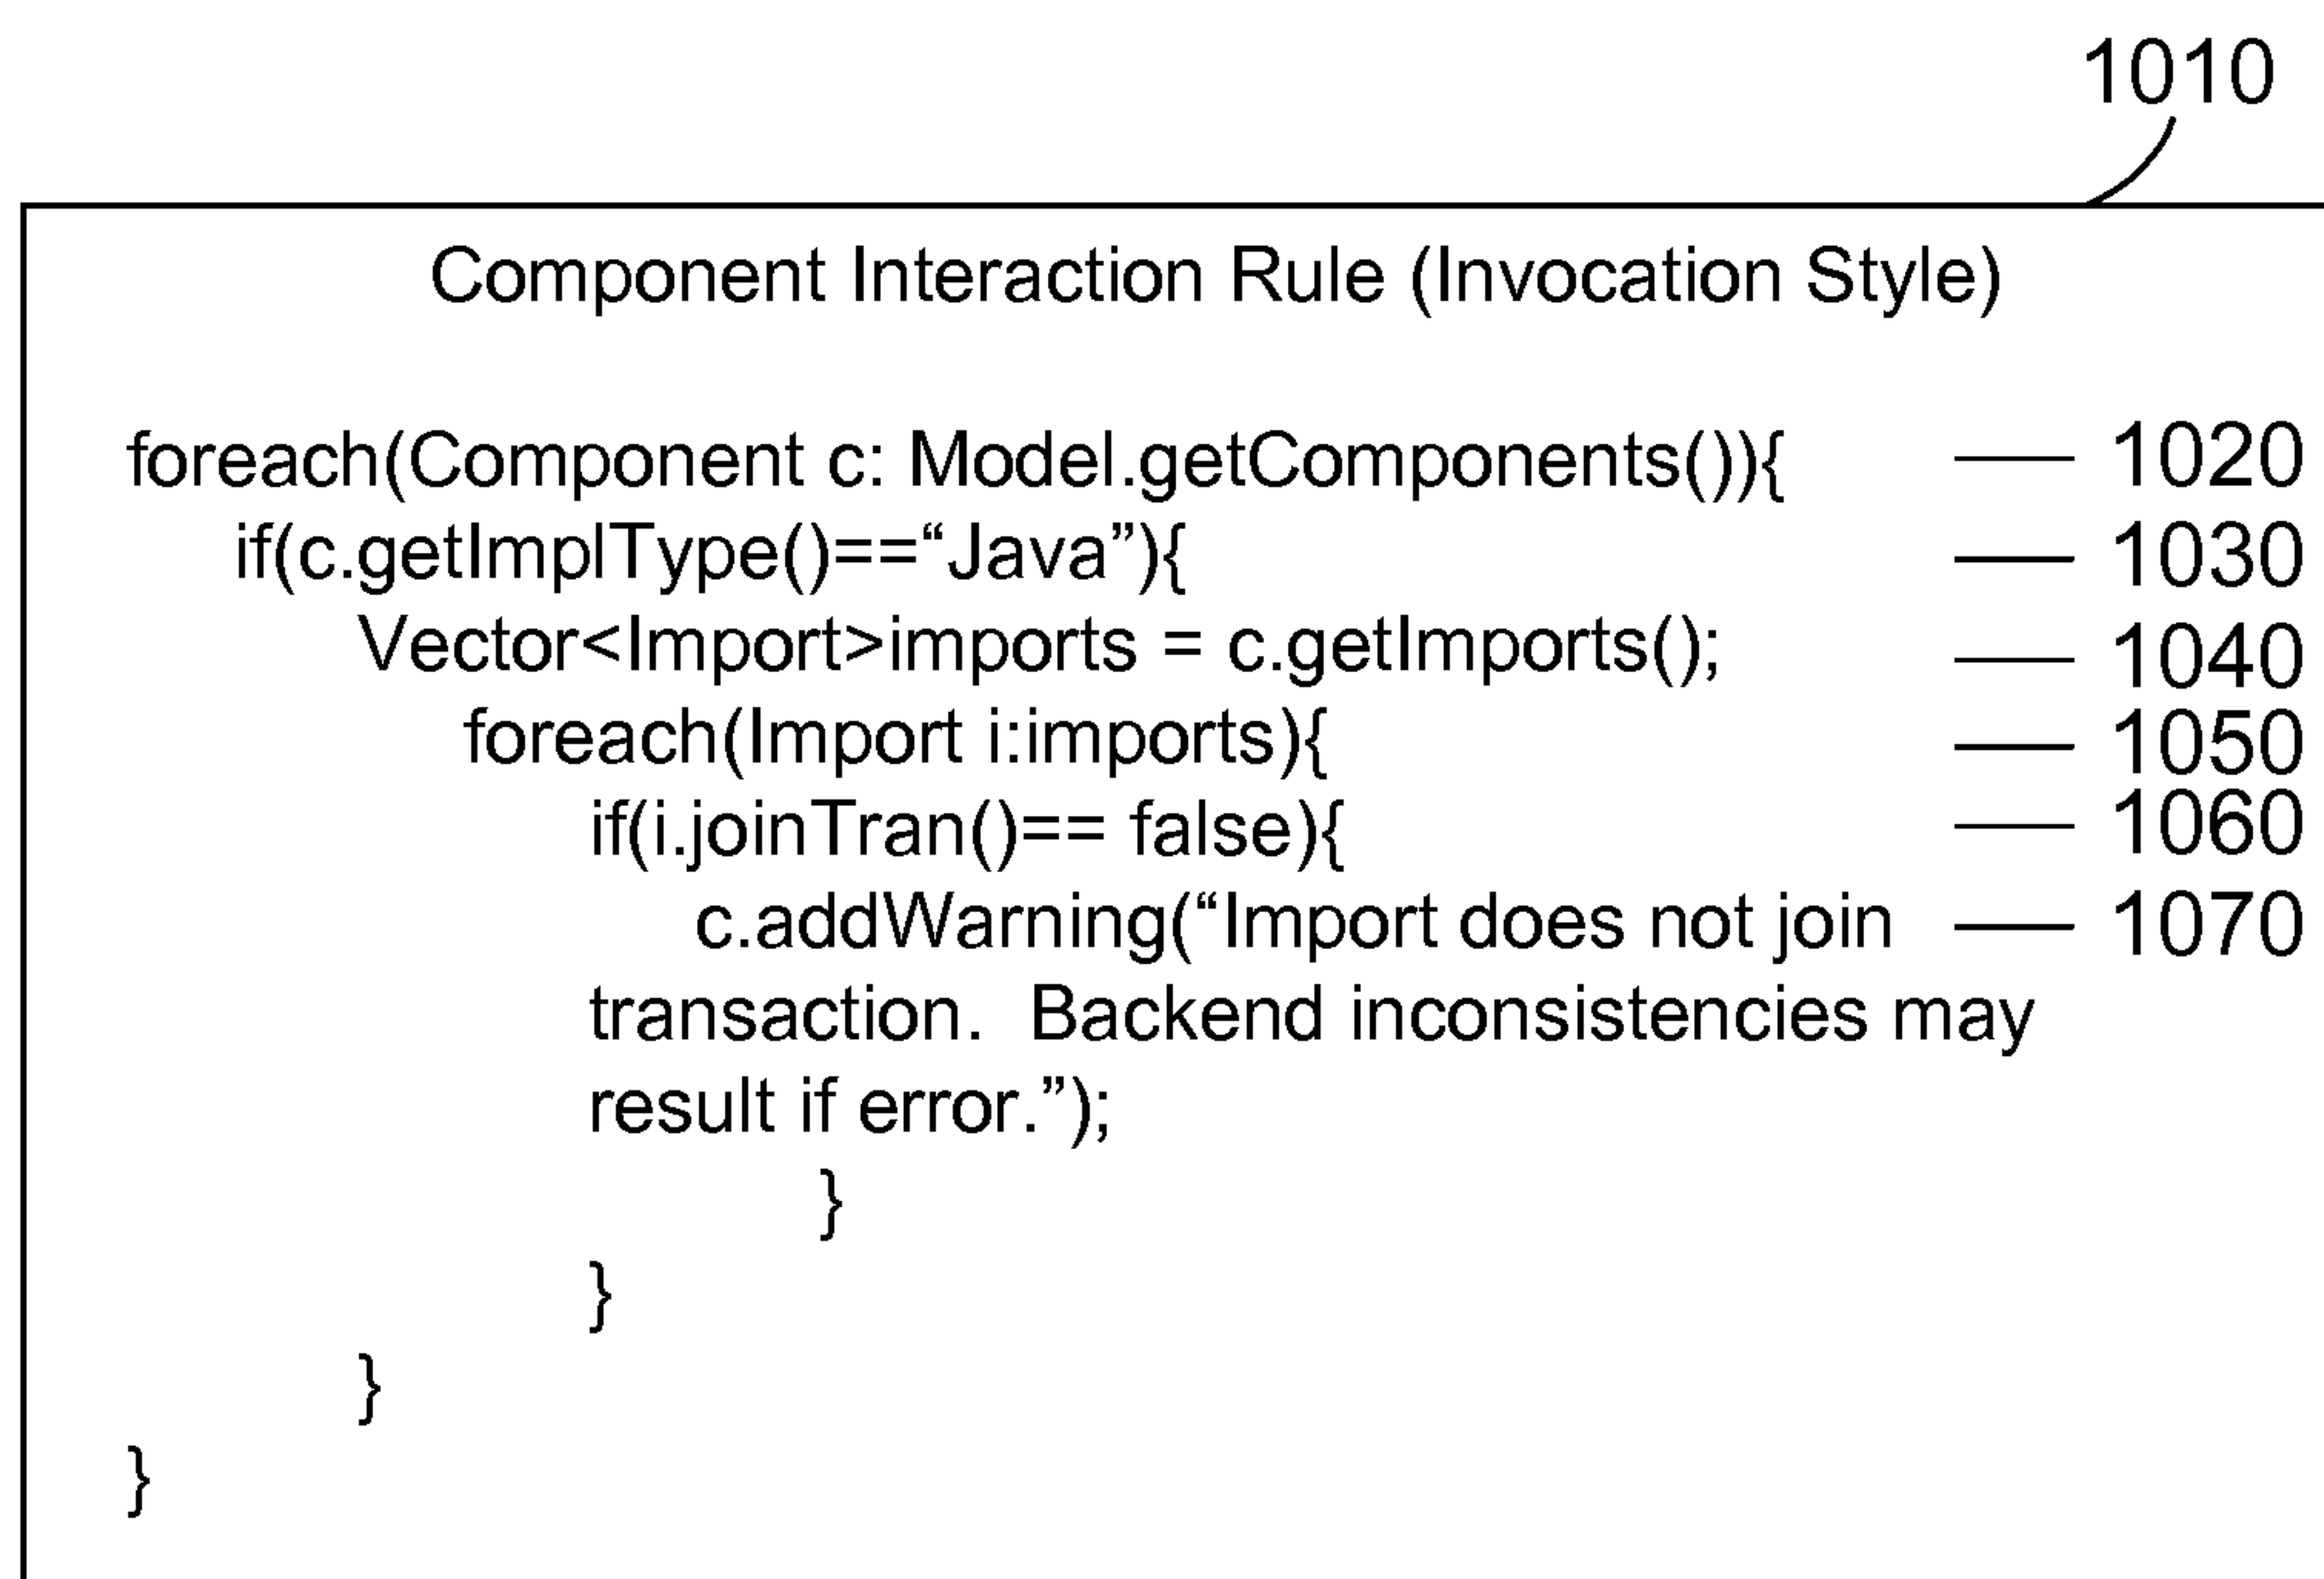 1010
Component Interaction Rule (Invocation Style)
foreach(Component c: Model.getComponents()){ — 1020
if(c.getImplType()==“Java”){ — 1030
Vector<Import>imports = c.getImports(); — 1040
foreach(Import i:imports){ — 1050
if(i.joinTran()== false){ — 1060
c.addWarning(“Import does not join — 1070
transaction.  Backend inconsistencies may
result if error.”);
}
}
}
}